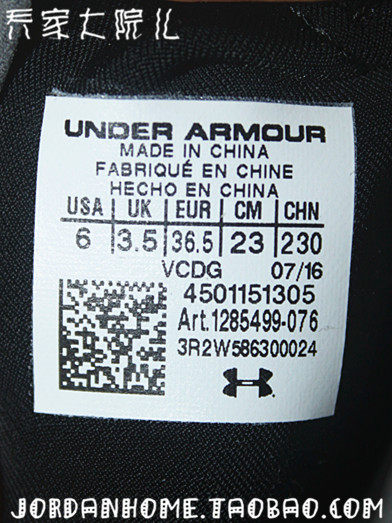 乔家大院儿
UNDER ARMOUR
MADE IN CHINA
FABRIQUÉ EN CHINE
HECHO EN CHINA
USA UK EUR CM CHN
6 3.5 36.5 23 230
VCDG 07/16
4501151305
Art.1285499-076
3R2W586300024
JORDANHOME.TAOBAO.COM